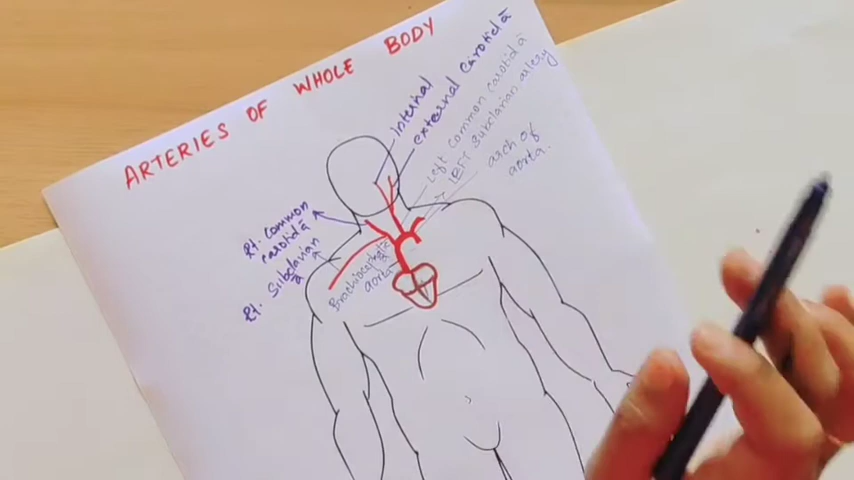 ARTERIES OF WHOLE BODY
internal
external carotid ā
left common carotid ā
left subclavian artery
arch of
aorta.
Rt. Common
carotid ā
Rt. Subclavian
ā
Brachiocephalic
aorta